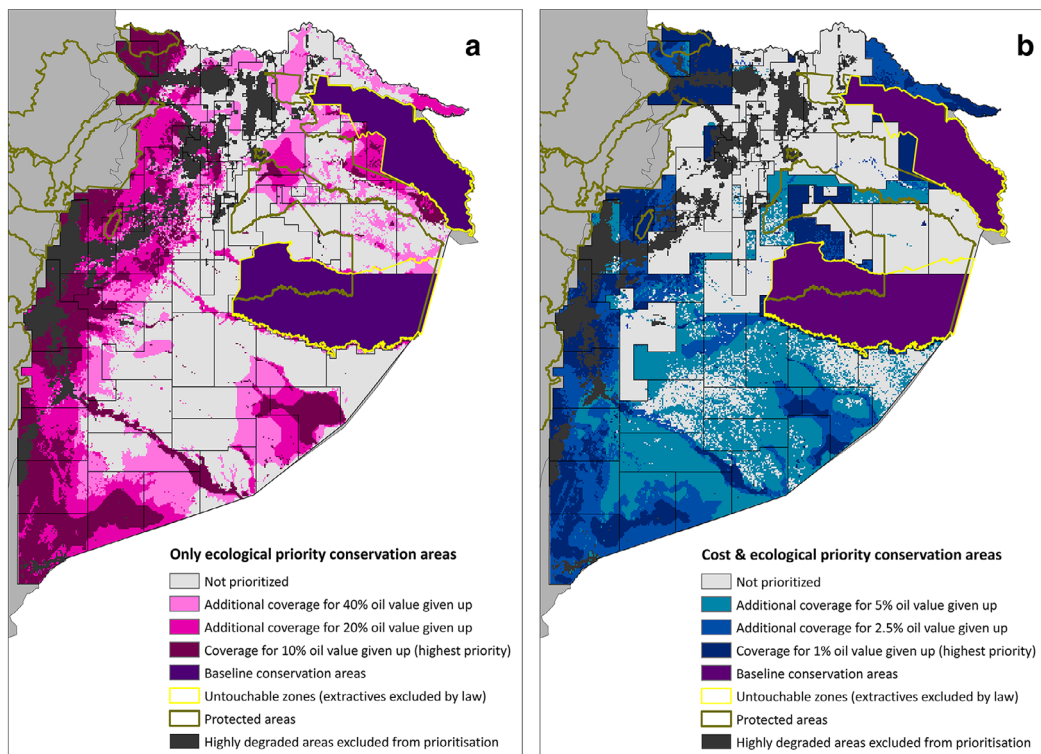 a
Only ecological priority conservation areas
Not prioritized
Additional coverage for 40% oil value given up
Additional coverage for 20% oil value given up
Coverage for 10% oil value given up (highest priority)
Baseline conservation areas
Untouchable zones (extractives excluded by law)
Protected areas
Highly degraded areas excluded from prioritisation
b
Cost & ecological priority conservation areas
Not prioritized
Additional coverage for 5% oil value given up
Additional coverage for 2.5% oil value given up
Coverage for 1% oil value given up (highest priority)
Baseline conservation areas
Untouchable zones (extractives excluded by law)
Protected areas
Highly degraded areas excluded from prioritisation